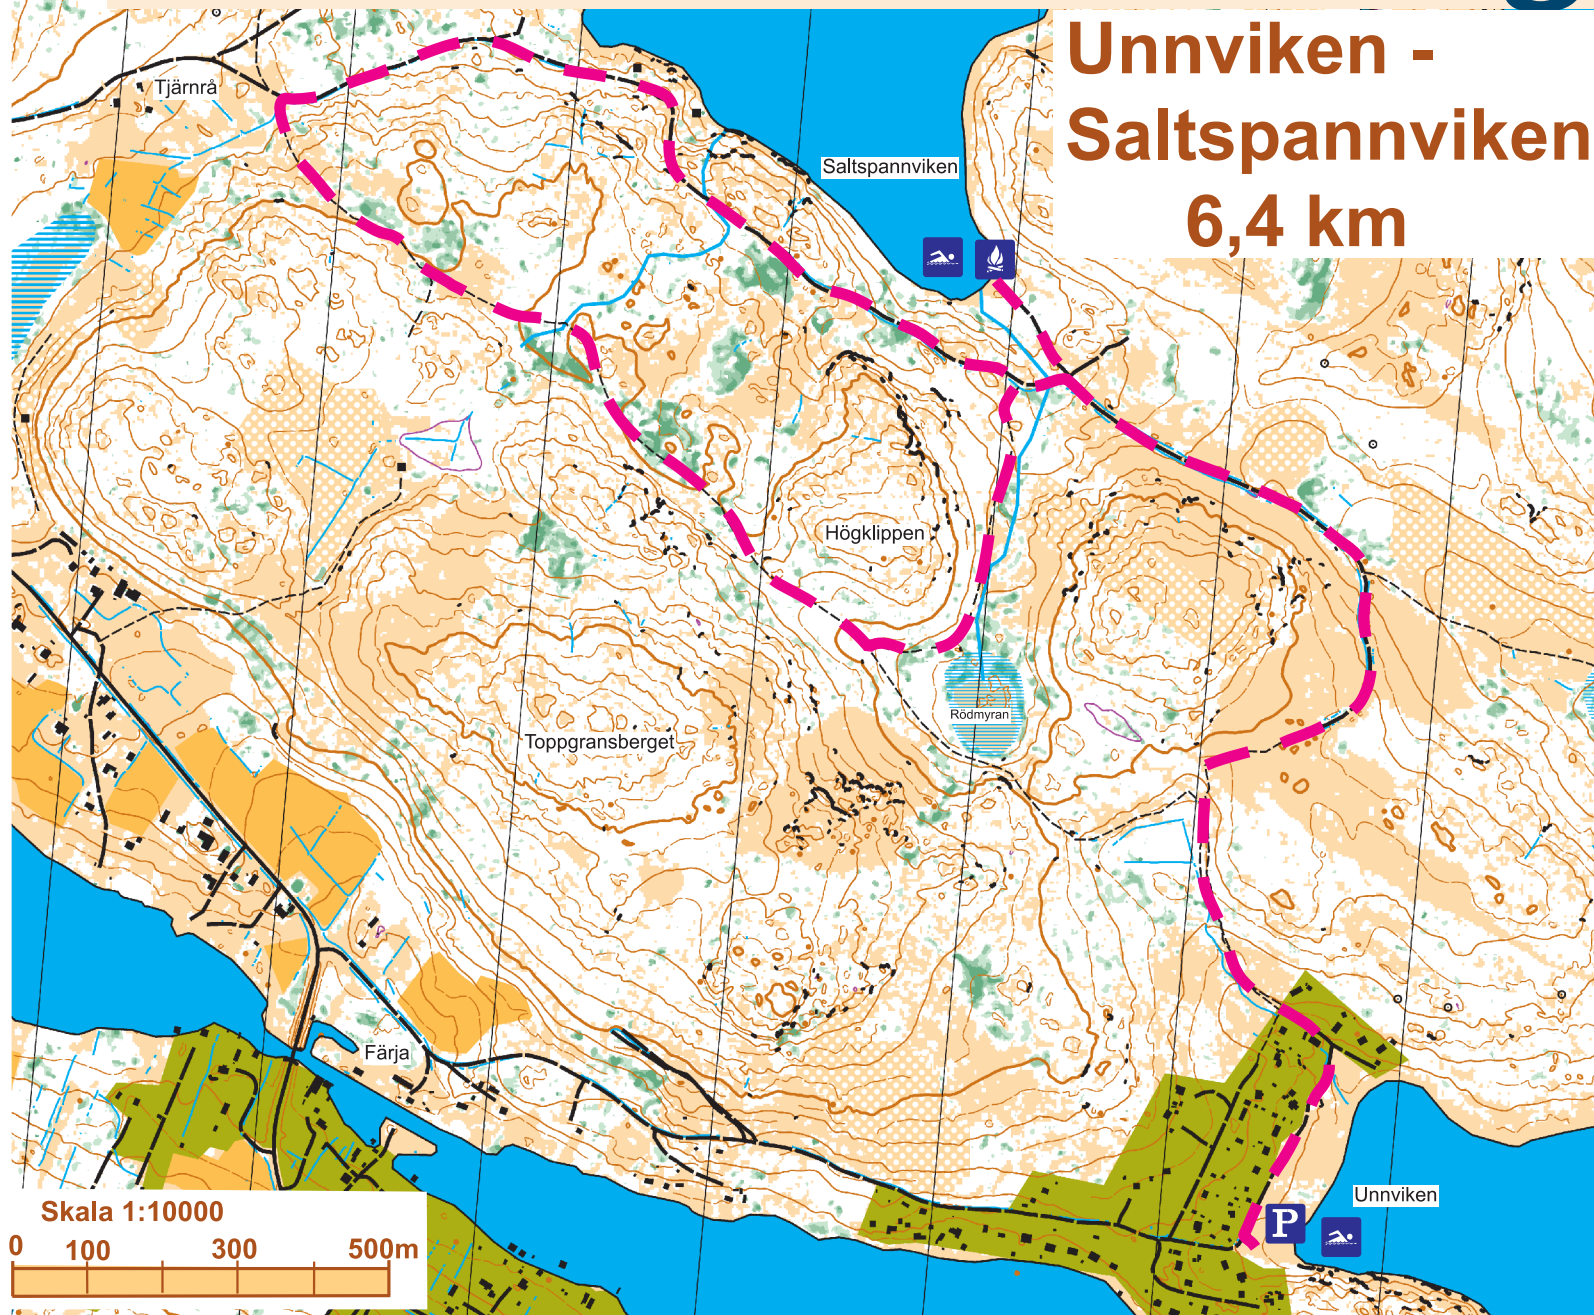 Unnviken -
Saltspannviken
6,4 km
Tjärnrå
Saltspannviken
Högklippen
Rödmyran
Toppgransberget
Färja
Unnviken
P
Skala 1:10000
0 100 300 500m